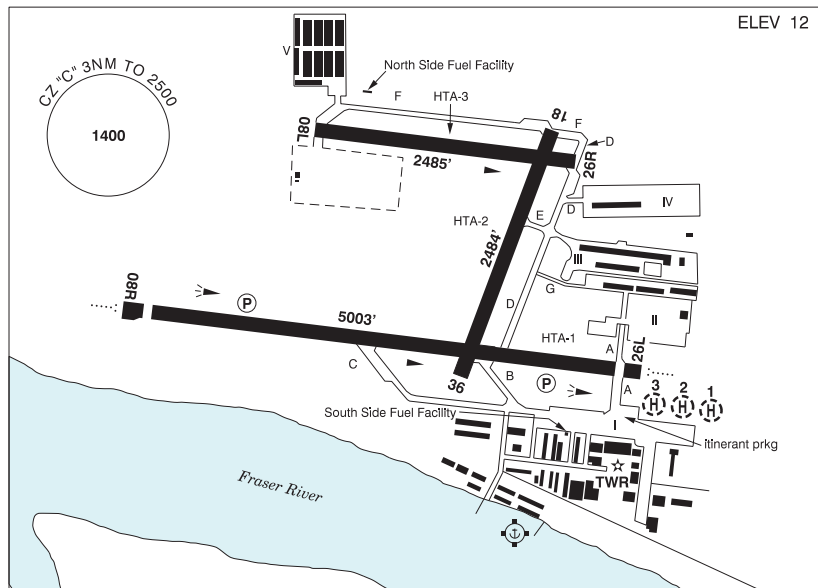 ELEV 12
CZ "C" 3NM TO 2500
1400
V
North Side Fuel Facility
F
HTA-3
18
F
D
08L
2485'
26R
HTA-2
E
D
IV
2484'
III
08R
P
5003'
D
G
HTA-1
II
A
26L
C
36
B
P
A
3
2
1
H
H
H
South Side Fuel Facility
I
Itinerant prkg
TWR
Fraser River